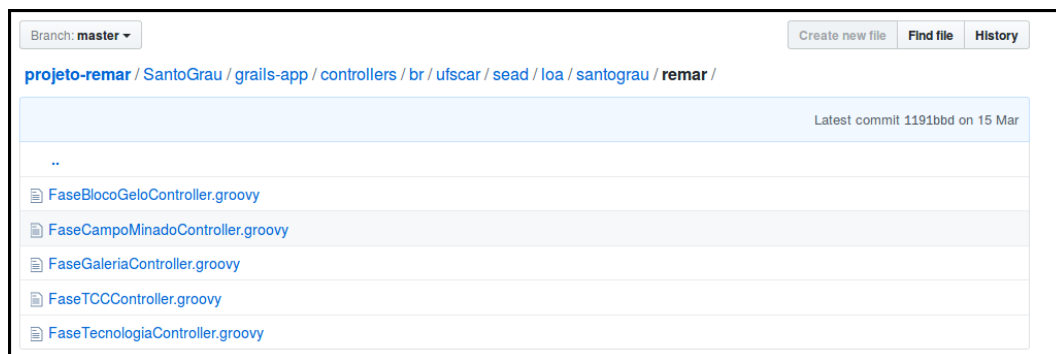 Branch: master
Create new file Find file History
projeto-remar / SantoGrau / grails-app / controllers / br / ufscar / sead / loa / santograu / remar /
Latest commit 1191bbd on 15 Mar
..
FaseBlocoGeloController.groovy
FaseCampoMinadoController.groovy
FaseGaleriaController.groovy
FaseTCCController.groovy
FaseTecnologiaController.groovy